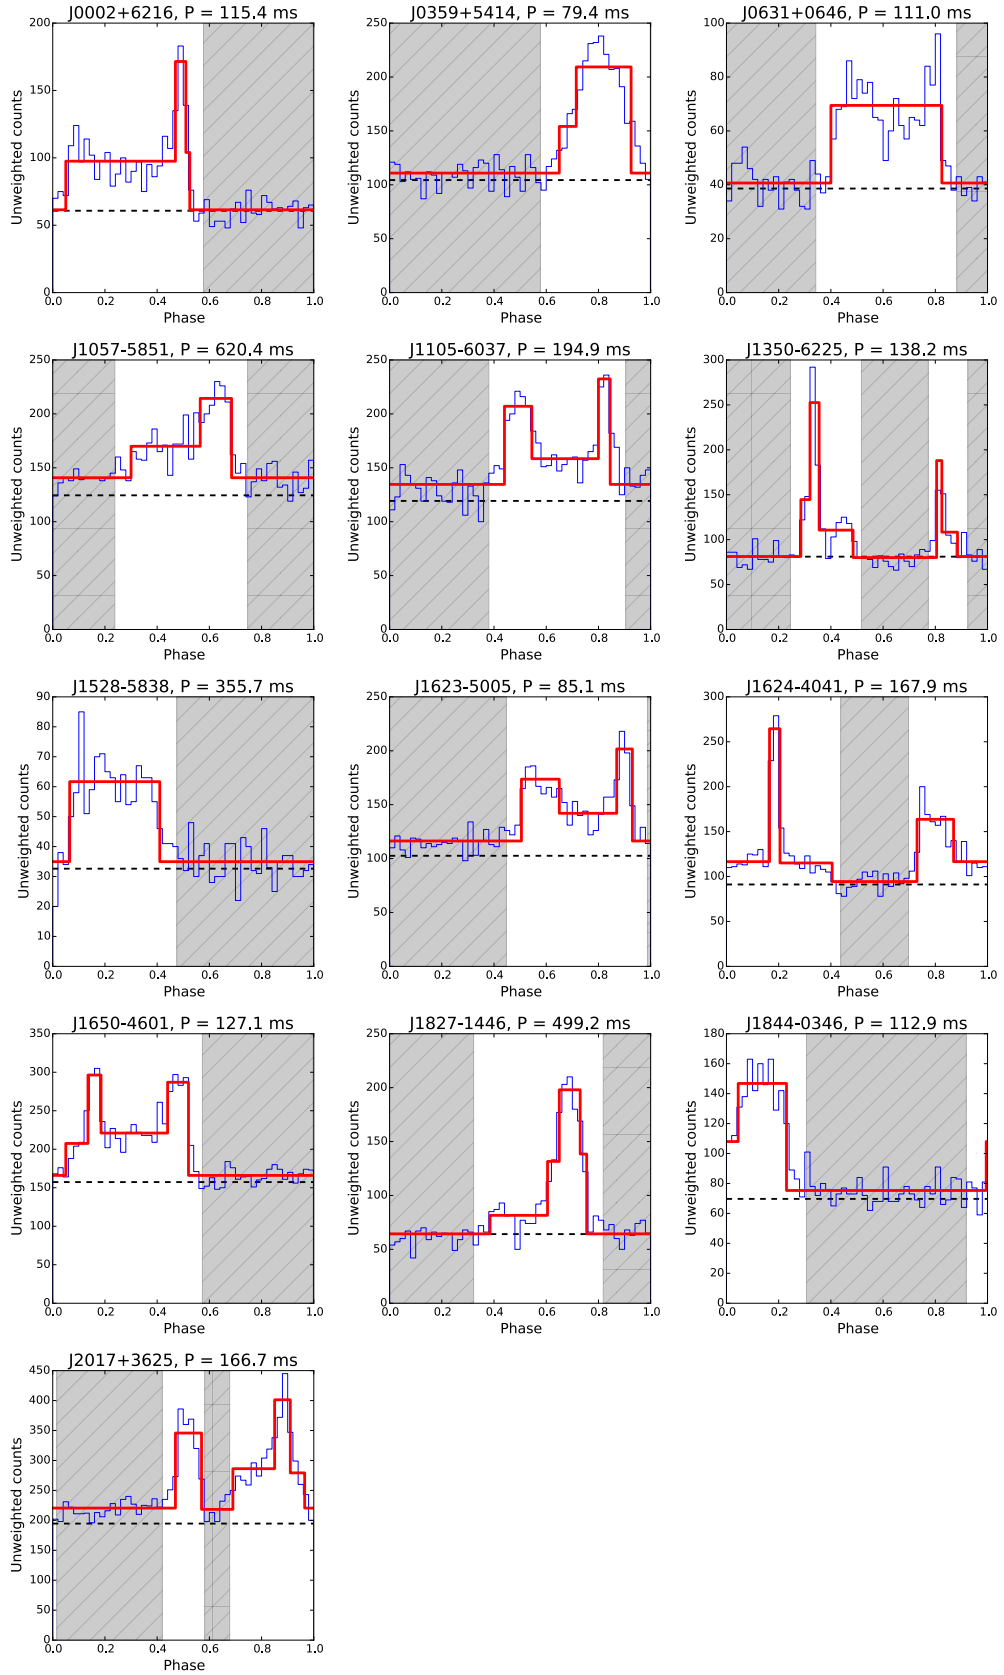 J0002+6216, P = 115.4 ms
Unweighted counts
200
150
100
50
0
0.0 0.2 0.4 0.6 0.8 1.0
Phase
J0359+5414, P = 79.4 ms
Unweighted counts
250
200
150
100
50
0
0.0 0.2 0.4 0.6 0.8 1.0
Phase
J0631+0646, P = 111.0 ms
Unweighted counts
100
80
60
40
20
0
0.0 0.2 0.4 0.6 0.8 1.0
Phase
J1057-5851, P = 620.4 ms
Unweighted counts
250
200
150
100
50
0
0.0 0.2 0.4 0.6 0.8 1.0
Phase
J1105-6037, P = 194.9 ms
Unweighted counts
250
200
150
100
50
0
0.0 0.2 0.4 0.6 0.8 1.0
Phase
J1350-6225, P = 138.2 ms
Unweighted counts
300
250
200
150
100
50
0
0.0 0.2 0.4 0.6 0.8 1.0
Phase
J1528-5838, P = 355.7 ms
Unweighted counts
90
80
70
60
50
40
30
20
10
0
0.0 0.2 0.4 0.6 0.8 1.0
Phase
J1623-5005, P = 85.1 ms
Unweighted counts
250
200
150
100
50
0
0.0 0.2 0.4 0.6 0.8 1.0
Phase
J1624-4041, P = 167.9 ms
Unweighted counts
300
250
200
150
100
50
0
0.0 0.2 0.4 0.6 0.8 1.0
Phase
J1650-4601, P = 127.1 ms
Unweighted counts
350
300
250
200
150
100
50
0
0.0 0.2 0.4 0.6 0.8 1.0
Phase
J1827-1446, P = 499.2 ms
Unweighted counts
250
200
150
100
50
0
0.0 0.2 0.4 0.6 0.8 1.0
Phase
J1844-0346, P = 112.9 ms
Unweighted counts
180
160
140
120
100
80
60
40
20
0
0.0 0.2 0.4 0.6 0.8 1.0
Phase
J2017+3625, P = 166.7 ms
Unweighted counts
450
400
350
300
250
200
150
100
50
0
0.0 0.2 0.4 0.6 0.8 1.0
Phase